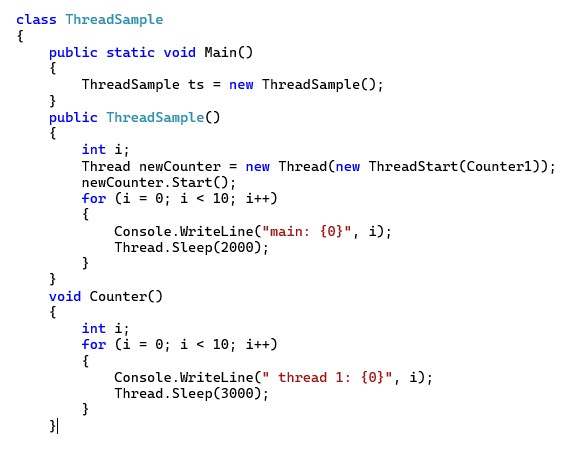 class ThreadSample
{
    public static void Main()
    {
        ThreadSample ts = new ThreadSample();
    }
    public ThreadSample()
    {
        int i;
        Thread newCounter = new Thread(new ThreadStart(Counter1));
        newCounter.Start();
        for (i = 0; i < 10; i++)
        {
            Console.WriteLine("main: {0}", i);
            Thread.Sleep(2000);
        }
    }
    void Counter()
    {
        int i;
        for (i = 0; i < 10; i++)
        {
            Console.WriteLine(" thread 1: {0}", i);
            Thread.Sleep(3000);
        }
    }